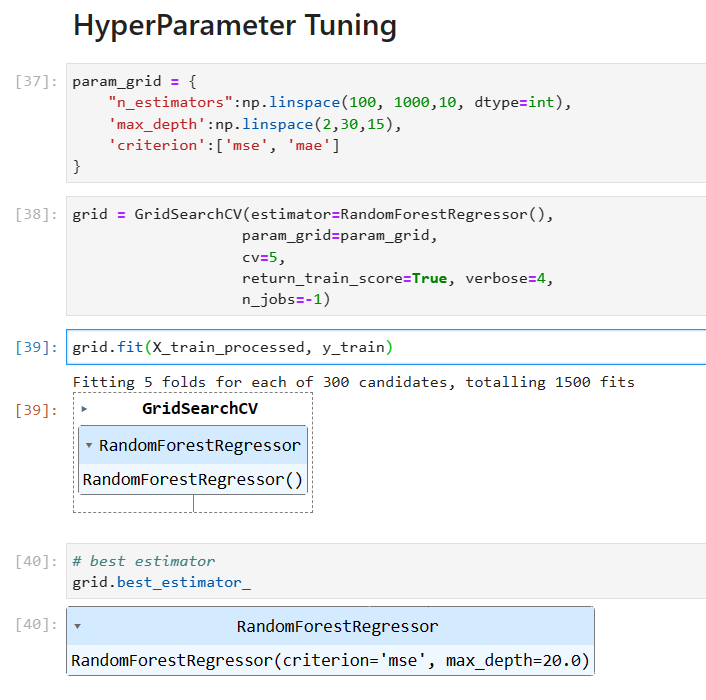 HyperParameter Tuning
[37]: param_grid = {
    "n_estimators":np.linspace(100, 1000,10, dtype=int),
    'max_depth':np.linspace(2,30,15),
    'criterion':['mse', 'mae']
}
[38]: grid = GridSearchCV(estimator=RandomForestRegressor(),
                    param_grid=param_grid,
                    cv=5,
                    return_train_score=True, verbose=4,
                    n_jobs=-1)
[39]: grid.fit(X_train_processed, y_train)
Fitting 5 folds for each of 300 candidates, totalling 1500 fits
[39]: ▸ GridSearchCV
▾ RandomForestRegressor
RandomForestRegressor()
[40]: # best estimator
grid.best_estimator_
[40]: ▾ RandomForestRegressor
RandomForestRegressor(criterion='mse', max_depth=20.0)